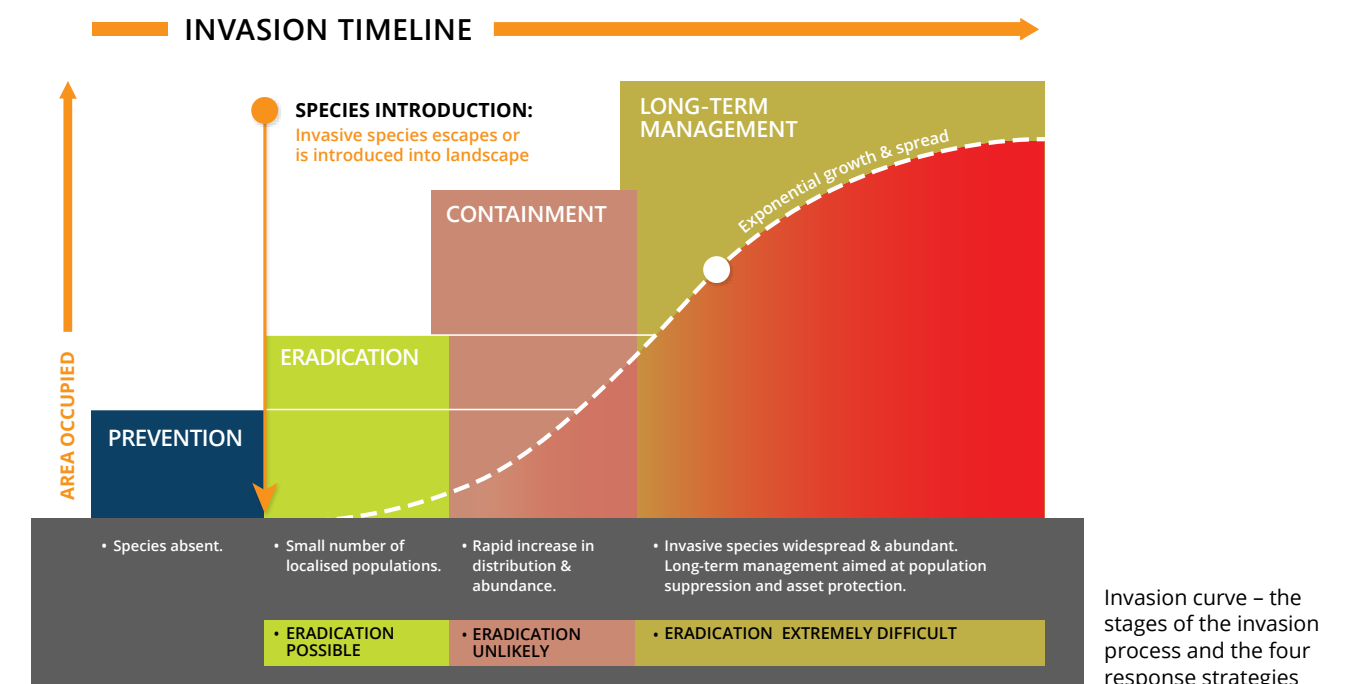 INVASION TIMELINE
SPECIES INTRODUCTION:
Invasive species escapes or
is introduced into landscape
LONG-TERM
MANAGEMENT
Exponential growth & spread
CONTAINMENT
ERADICATION
PREVENTION
AREA OCCUPIED
• Species absent.
• Small number of
localised populations.
• Rapid increase in
distribution &
abundance.
• Invasive species widespread & abundant.
Long-term management aimed at population
suppression and asset protection.
• ERADICATION
POSSIBLE
• ERADICATION
UNLIKELY
• ERADICATION EXTREMELY DIFFICULT
Invasion curve – the
stages of the invasion
process and the four
response strategies